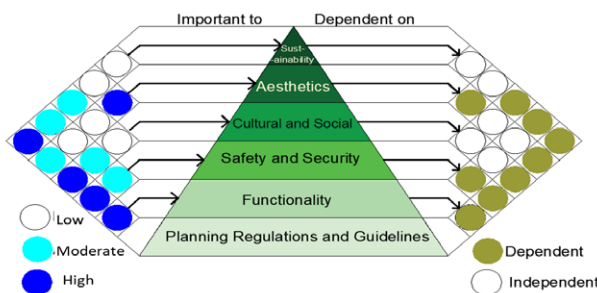 Important to
Dependent on
Sust-
-ainability
Aesthetics
Cultural and Social
Safety and Security
Functionality
Planning Regulations and Guidelines
Low
Moderate
High
Dependent
Independent